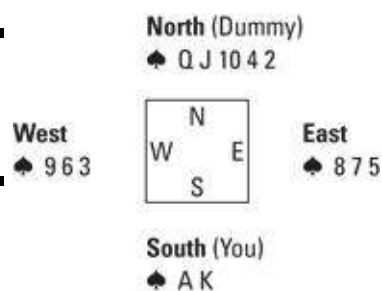 North (Dummy)
♠ Q J 10 4 2
N
West
♠ 9 6 3
W E
East
♠ 8 7 5
S
South (You)
♠ A K